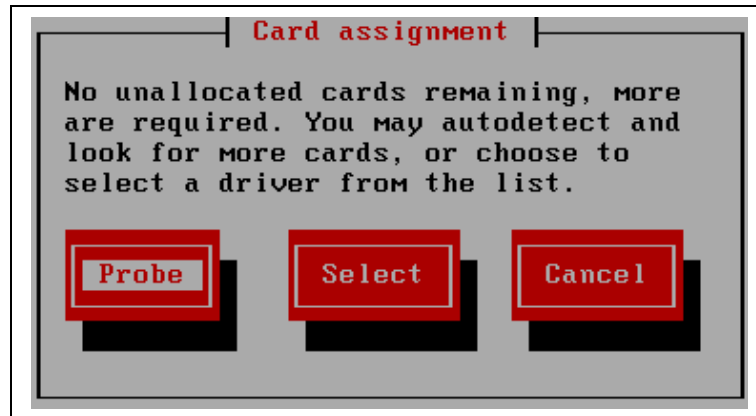 Card assignment
No unallocated cards remaining, more
are required. You may autodetect and
look for more cards, or choose to
select a driver from the list.
Probe Select Cancel